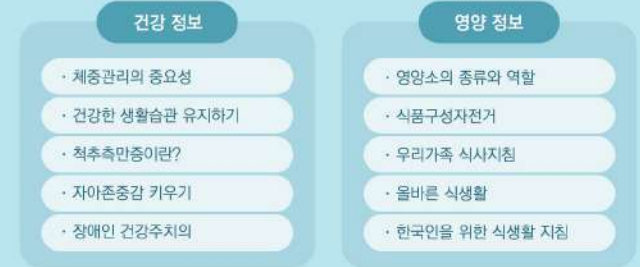 건강 정보
· 체중관리의 중요성
· 건강한 생활습관 유지하기
· 척추측만증이란?
· 자아존중감 키우기
· 장애인 건강주치의
영양 정보
· 영양소의 종류와 역할
· 식품구성자전거
· 우리가족 식사지침
· 올바른 식생활
· 한국인을 위한 식생활 지침